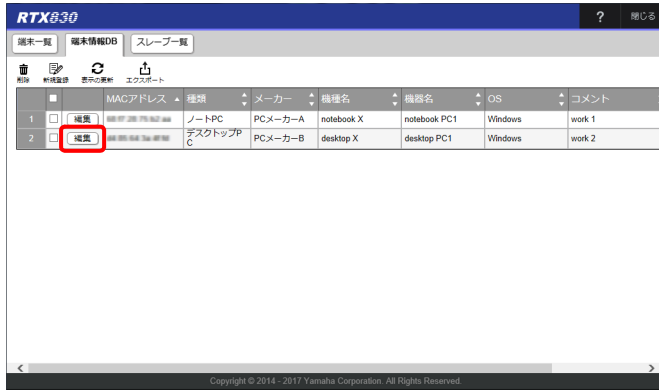 RTX830
? 閉じる
端末一覧 端末情報DB スレーブ一覧
削除 新規登録 表示の更新 エクスポート
MACアドレス ▲ 種類 メーカー 機種名 機器名 OS コメント
1 編集 ノートPC PCメーカーA notebook X notebook PC1 Windows work 1
2 編集 デスクトップP
C PCメーカーB desktop X desktop PC1 Windows work 2
Copyright © 2014 - 2017 Yamaha Corporation. All Rights Reserved.